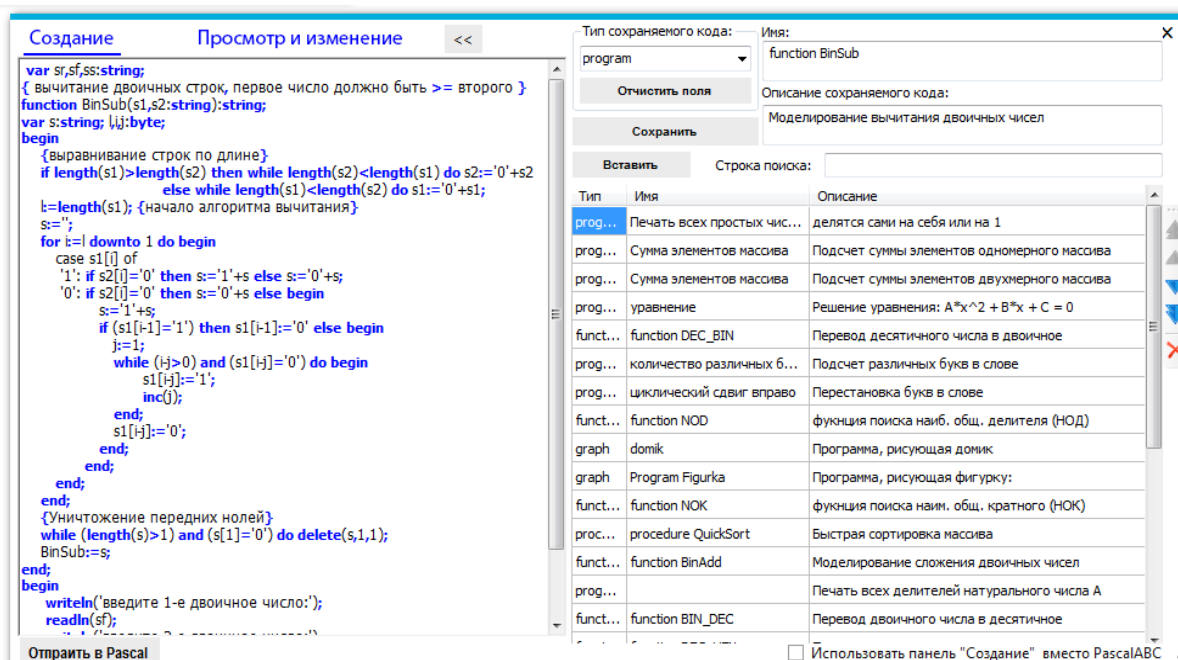 Создание
Просмотр и изменение
<<
var sr,sf,ss:string;
{ вычитание двоичных строк, первое число должно быть >= второго }
function BinSub(s1,s2:string):string;
var s:string; l,i,j:byte;
begin
{выравнивание строк по длине}
if length(s1)>length(s2) then while length(s2)<length(s1) do s2:='0'+s2
else while length(s1)<length(s2) do s1:='0'+s1;
l:=length(s1); {начало алгоритма вычитания}
s:='';
for i:=l downto 1 do begin
case s1[i] of
'1': if s2[i]='0' then s:='1'+s else s:='0'+s;
'0': if s2[i]='0' then s:='0'+s else begin
s:='1'+s;
if (s1[i-1]='1') then s1[i-1]:='0' else begin
j:=1;
while (i-j>0) and (s1[i-j]='0') do begin
s1[i-j]:='1';
inc(j);
end;
s1[i-j]:='0';
end;
end;
end;
end;
{Уничтожение передних нолей}
while (length(s)>1) and (s[1]='0') do delete(s,1,1);
BinSub:=s;
end;
begin
writeln('введите 1-е двоичное число:');
readln(sf);
Отпраить в Pascal
Тип сохраняемого кода:
program
Очистить поля
Сохранить
Вставить
Имя:
function BinSub
Описание сохраняемого кода:
Моделирование вычитания двоичных чисел
Строка поиска:
Тип Имя Описание
prog... Печать всех простых чис... делятся сами на себя или на 1
prog... Сумма элементов массива Подсчет суммы элементов одномерного массива
prog... Сумма элементов массива Подсчет суммы элементов двухмерного массива
prog... уравнение Решение уравнения: A*x^2 + B*x + C = 0
funct... function DEC_BIN Перевод десятичного числа в двоичное
prog... количество различных б... Подсчет различных букв в слове
prog... циклический сдвиг вправо Перестановка букв в слове
funct... function NOD фукнция поиска наиб. общ. делителя (НОД)
graph domik Программа, рисующая домик
graph Program Figurka Программа, рисующая фигурку:
funct... function NOK фукнция поиска наим. общ. кратного (НОК)
proc... procedure QuickSort Быстрая сортировка массива
funct... function BinAdd Моделирование сложения двоичных чисел
prog... Печать всех делителей натурального числа А
funct... function BIN_DEC Перевод двоичного числа в десятичное
Использовать панель "Создание" вместо PascalABC